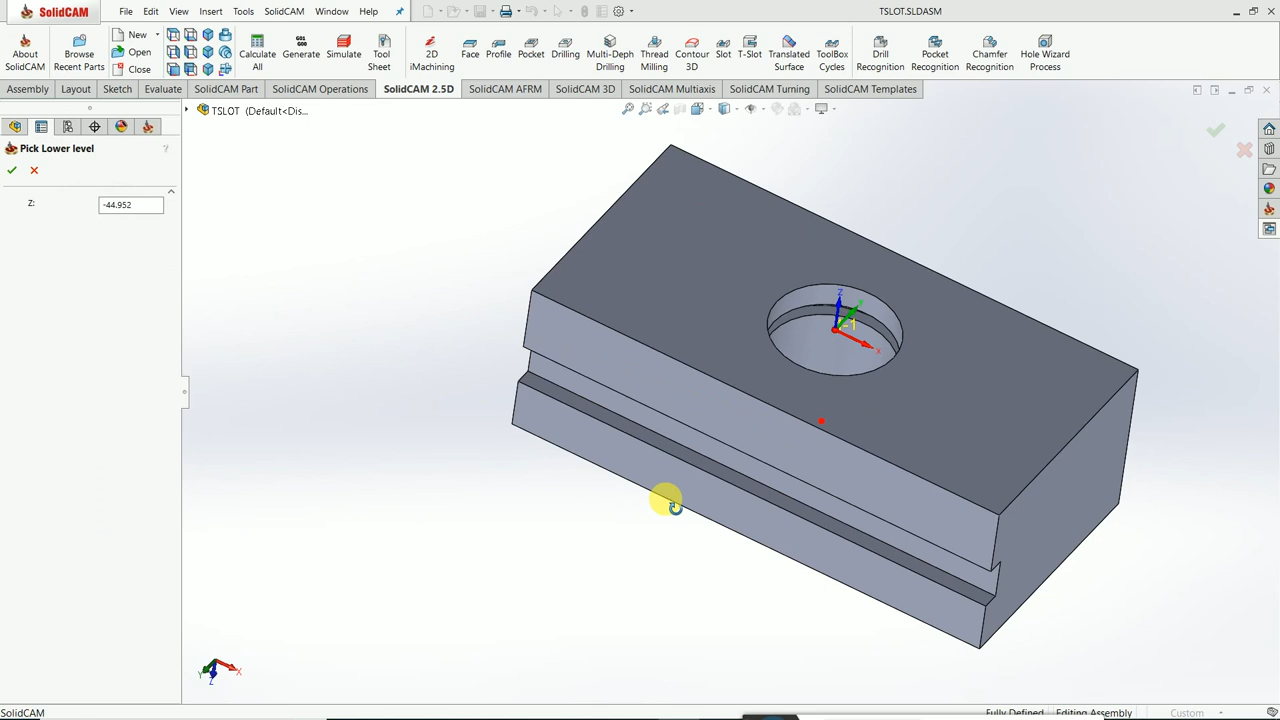 SolidCAM
File Edit View Insert Tools SolidCAM Window Help
TSLOT.SLDASM
About SolidCAM
Browse Recent Parts
New
Open
Close
Calculate All
G01 G00
Generate
Simulate
Tool Sheet
2D iMachining
Face
Profile
Pocket
Drilling
Multi-Depth Drilling
Thread Milling
Contour 3D
Slot
T-Slot
Translated Surface
ToolBox Cycles
Drill Recognition
Pocket Recognition
Chamfer Recognition
Hole Wizard Process
Assembly Layout Sketch Evaluate SolidCAM Part SolidCAM Operations SolidCAM 2.5D SolidCAM AFRM SolidCAM 3D SolidCAM Multiaxis SolidCAM Turning SolidCAM Templates
TSLOT (Default<Dis...
Pick Lower level
?
Z: -44.952
Z
X
Y
X
Z
SolidCAM
Fully Defined Editing Assembly Custom